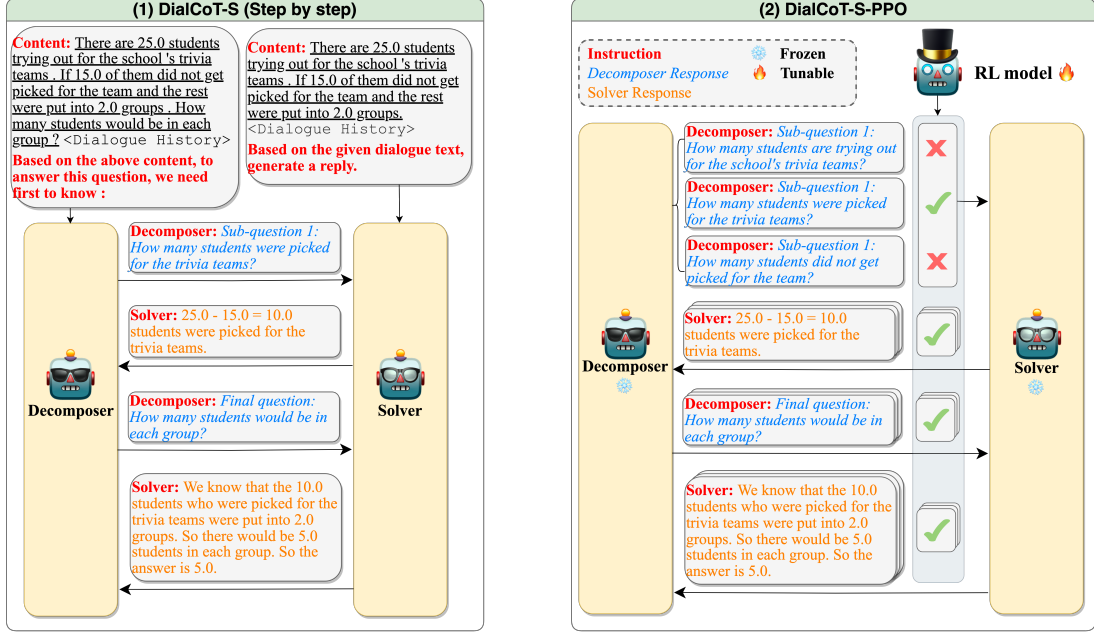 (1) DialCoT-S (Step by step)
Content: There are 25.0 students
trying out for the school 's trivia
teams . If 15.0 of them did not get
picked for the team and the rest
were put into 2.0 groups . How
many students would be in each
group ? <Dialogue History>
Based on the above content, to
answer this question, we need
first to know :
Content: There are 25.0 students
trying out for the school 's trivia
teams . If 15.0 of them did not get
picked for the team and the rest
were put into 2.0 groups.
<Dialogue History>
Based on the given dialogue text,
generate a reply.
Decomposer: Sub-question 1:
How many students were picked
for the trivia teams?
Solver: 25.0 - 15.0 = 10.0
students were picked for the
trivia teams.
Decomposer
Solver
Decomposer: Final question:
How many students would be in
each group?
Solver: We know that the 10.0
students who were picked for the
trivia teams were put into 2.0
groups. So there would be 5.0
students in each group. So the
answer is 5.0.
(2) DialCoT-S-PPO
Instruction
Decomposer Response
Solver Response
Frozen
Tunable
RL model
Decomposer: Sub-question 1:
How many students are trying out
for the school's trivia teams?
Decomposer: Sub-question 1:
How many students were picked
for the trivia teams?
Decomposer: Sub-question 1:
How many students did not get
picked for the team?
Solver: 25.0 - 15.0 = 10.0
students were picked for the
trivia teams.
Decomposer
Solver
Decomposer: Final question:
How many students would be in
each group?
Solver: We know that the 10.0
students who were picked for the
trivia teams were put into 2.0
groups. So there would be 5.0
students in each group. So the
answer is 5.0.